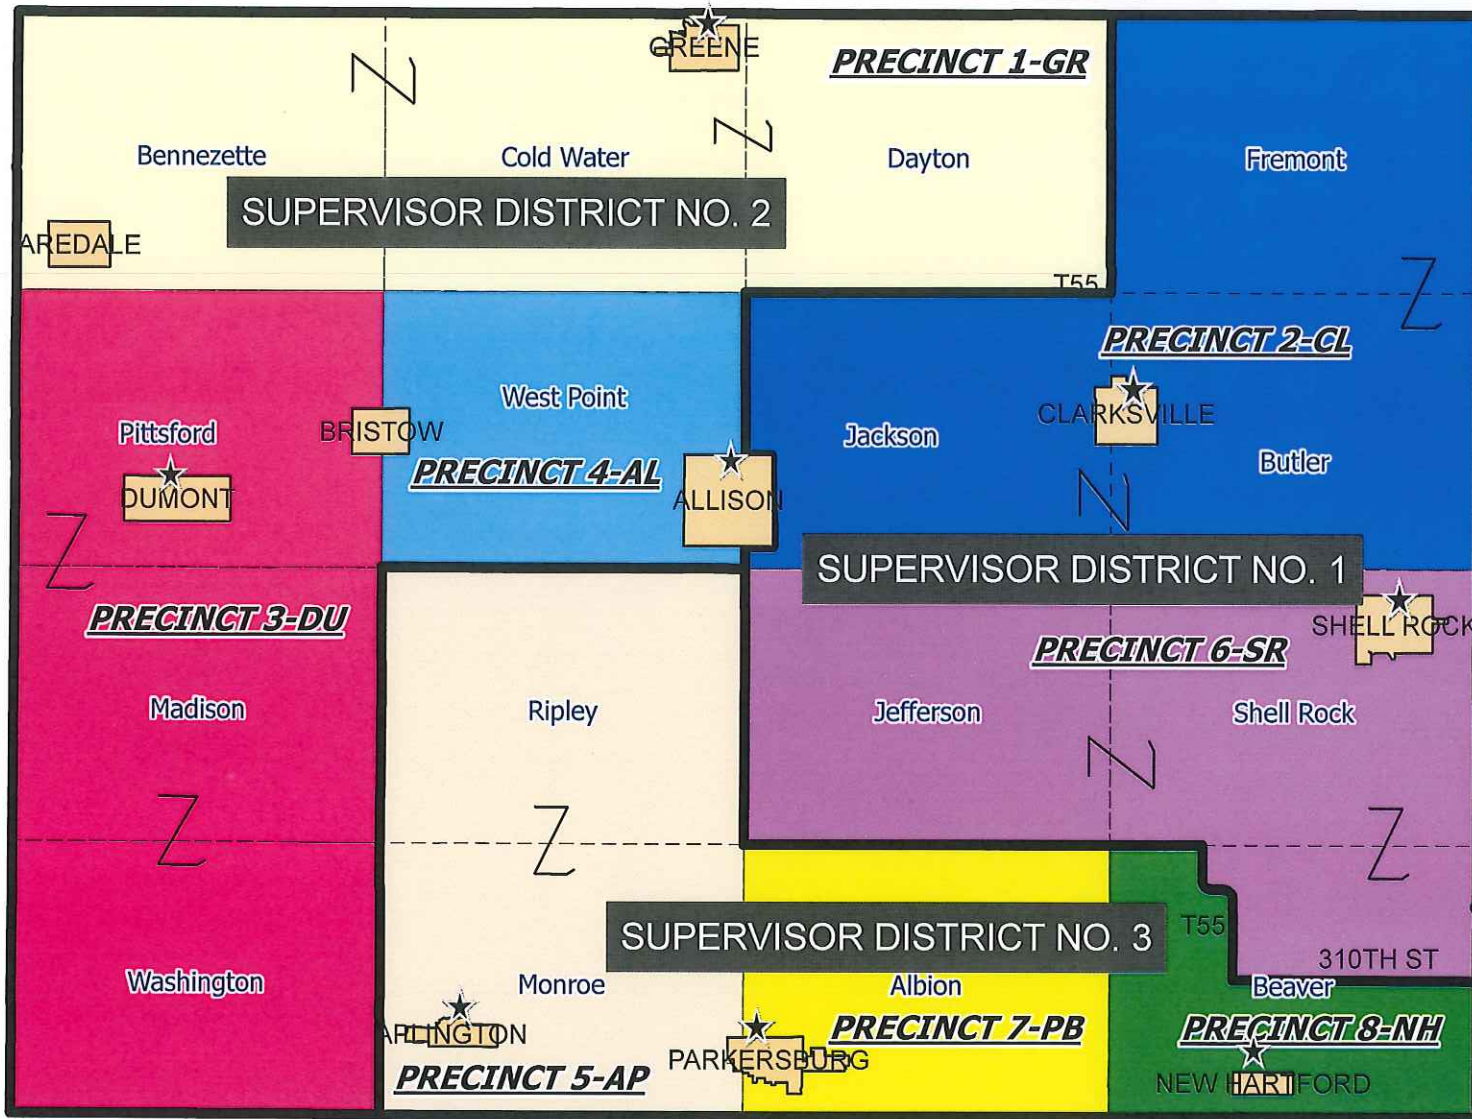 GREENE
PRECINCT 1-GR
Bennezette
Cold Water
Dayton
Fremont
SUPERVISOR DISTRICT NO. 2
AREDALE
T55
PRECINCT 2-CL
West Point
CLARKSVILLE
Pittsford
BRISTOW
Jackson
Butler
PRECINCT 4-AL
DUMONT
ALLISON
SUPERVISOR DISTRICT NO. 1
PRECINCT 3-DU
SHELL ROCK
PRECINCT 6-SR
Madison
Ripley
Jefferson
Shell Rock
SUPERVISOR DISTRICT NO. 3
T55
310TH ST
Washington
Monroe
Albion
Beaver
ARLINGTON
PRECINCT 7-PB
PRECINCT 8-NH
PARKERSBURG
PRECINCT 5-AP
NEW HARTFORD